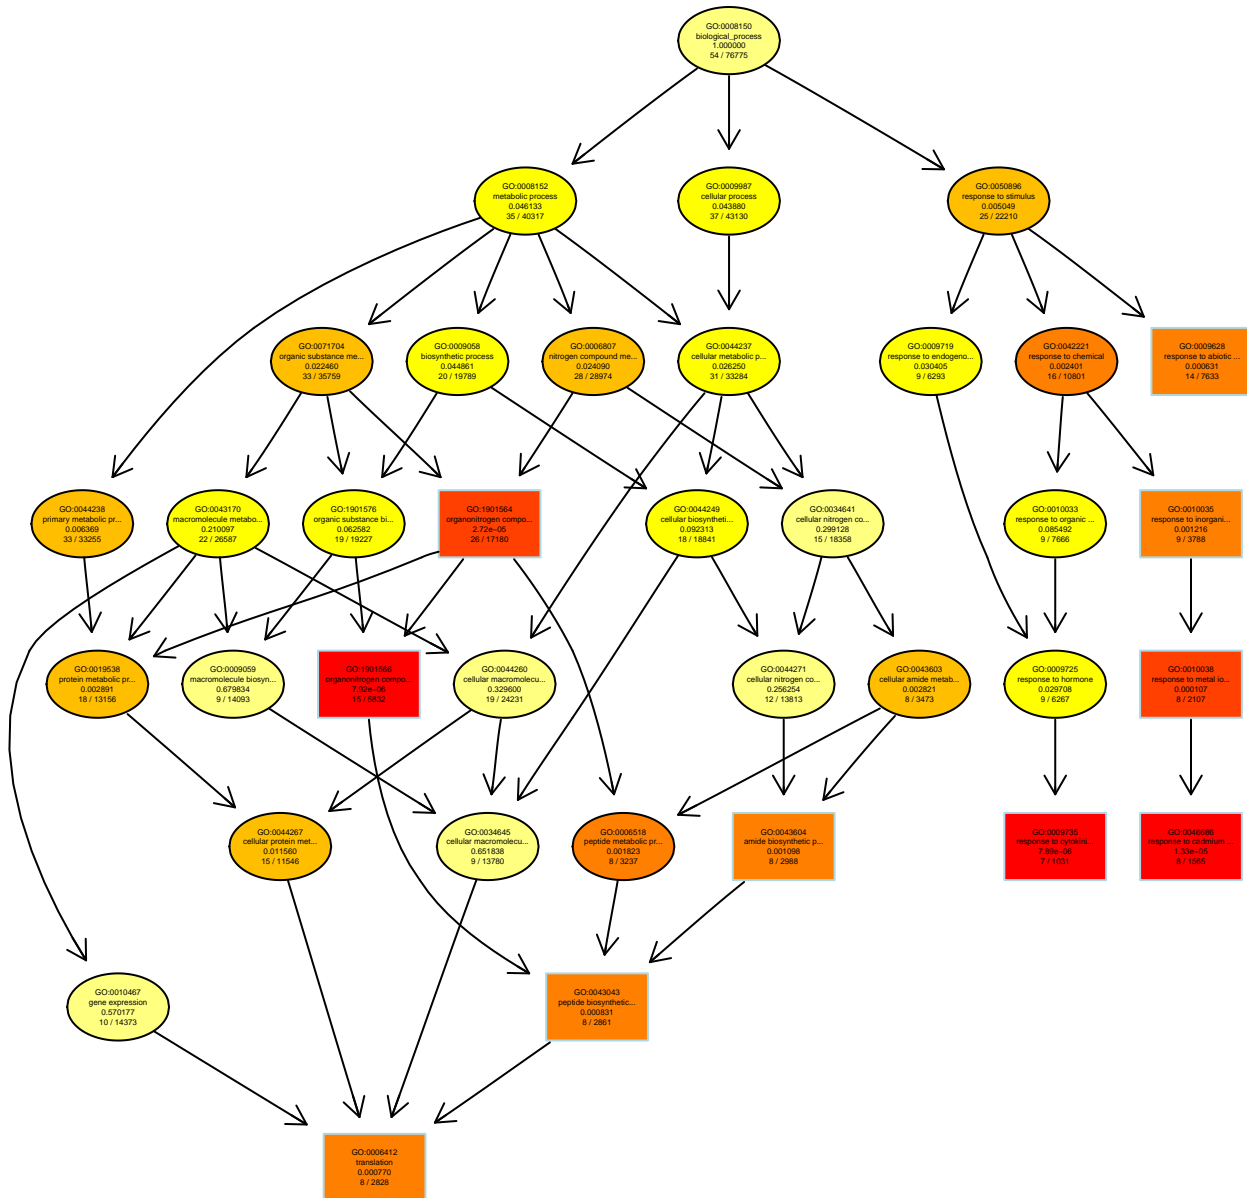 GO:0008150
biological_process
1.000000
54 / 76775
GO:0008152
metabolic process
0.046133
35 / 40317
GO:0009987
cellular process
0.043880
37 / 43130
GO:0050896
response to stimulus
0.005049
25 / 22210
GO:0071704
organic substance me...
0.022460
33 / 35759
GO:0009058
biosynthetic process
0.044861
20 / 19789
GO:0006807
nitrogen compound me...
0.024090
28 / 28974
GO:0044237
cellular metabolic p...
0.026250
31 / 33284
GO:0009719
response to endogeno...
0.030405
9 / 6293
GO:0042221
response to chemical
0.002401
16 / 10801
GO:0009628
response to abiotic ...
0.000631
14 / 7633
GO:0044238
primary metabolic pr...
0.006369
33 / 33255
GO:0043170
macromolecule metabo...
0.210097
22 / 26587
GO:1901576
organic substance bi...
0.062582
19 / 19227
GO:1901564
organonitrogen compo...
2.72e−05
26 / 17180
GO:0044249
cellular biosyntheti...
0.092313
18 / 18841
GO:0034641
cellular nitrogen co...
0.299128
15 / 18358
GO:0010033
response to organic ...
0.085492
9 / 7666
GO:0010035
response to inorgani...
0.001216
9 / 3788
GO:0019538
protein metabolic pr...
0.002891
18 / 13156
GO:0009059
macromolecule biosyn...
0.679834
9 / 14093
GO:1901566
organonitrogen compo...
7.92e−06
15 / 5832
GO:0044260
cellular macromolecu...
0.329600
19 / 24231
GO:0044271
cellular nitrogen co...
0.256254
12 / 13813
GO:0043603
cellular amide metab...
0.002821
8 / 3473
GO:0009725
response to hormone
0.029708
9 / 6267
GO:0010038
response to metal io...
0.000107
8 / 2107
GO:0044267
cellular protein met...
0.011560
15 / 11546
GO:0034645
cellular macromolecu...
0.651838
9 / 13780
GO:0006518
peptide metabolic pr...
0.001823
8 / 3237
GO:0043604
amide biosynthetic p...
0.001098
8 / 2988
GO:0009735
response to cytokini...
7.89e−06
7 / 1031
GO:0046686
response to cadmium ...
1.33e−05
8 / 1565
GO:0010467
gene expression
0.570177
10 / 14373
GO:0043043
peptide biosynthetic...
0.000831
8 / 2861
GO:0006412
translation
0.000770
8 / 2828